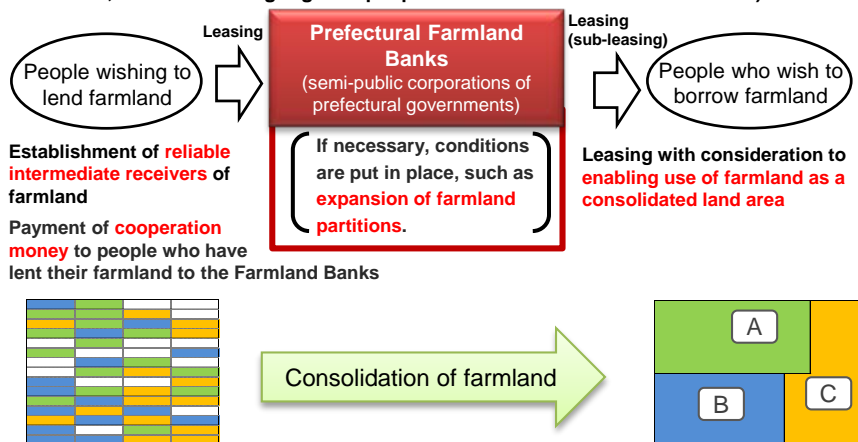 Leasing
Prefectural Farmland
Banks
(semi-public corporations of
prefectural governments)
Leasing
(sub-leasing)
People wishing to
lend farmland
People who wish to
borrow farmland
Establishment of reliable
intermediate receivers of
farmland
Payment of cooperation
money to people who have
lent their farmland to the Farmland Banks
If necessary, conditions
are put in place, such as
expansion of farmland
partitions.
Leasing with consideration to
enabling use of farmland as a
consolidated land area
Consolidation of farmland
A
B
C